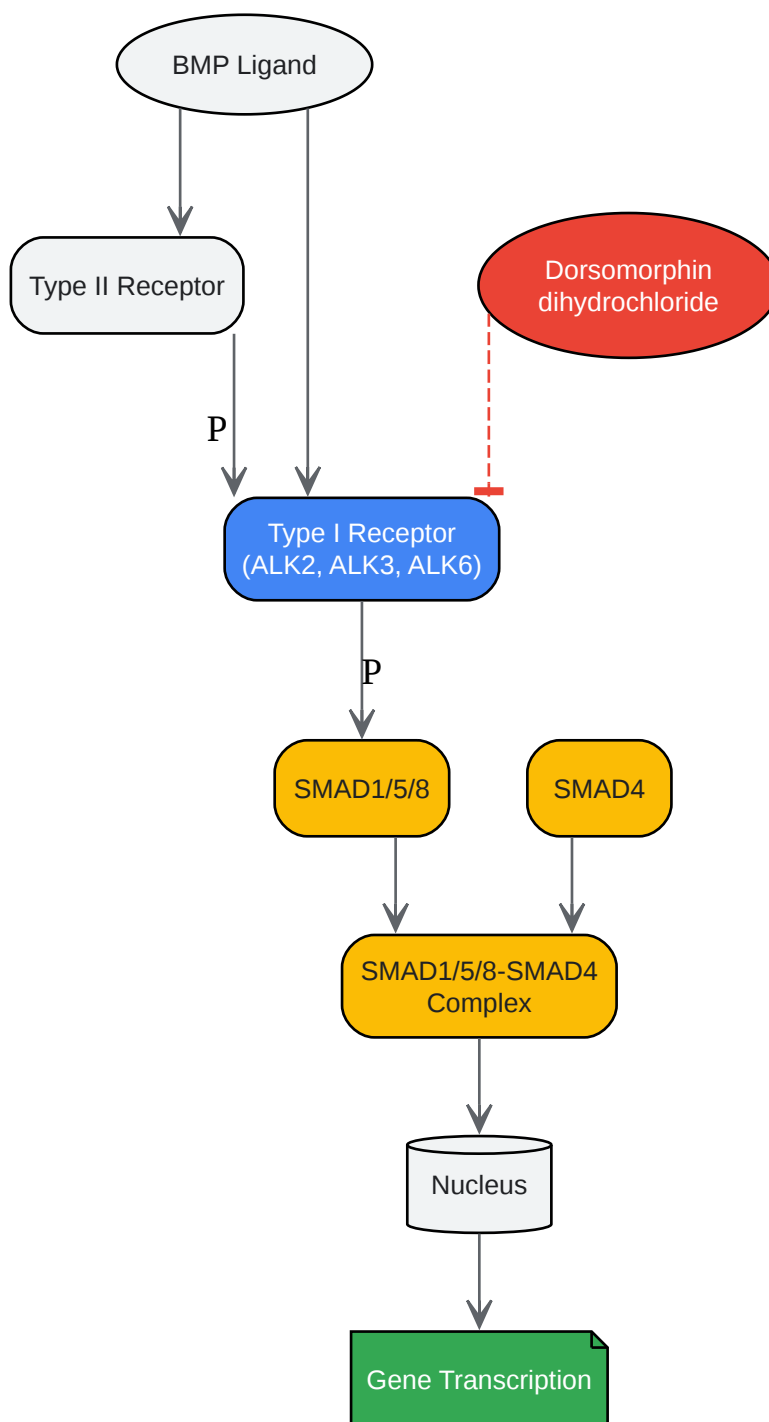 BMP Ligand
Type II Receptor
Dorsomorphin
dihydrochloride
P
Type I Receptor
(ALK2, ALK3, ALK6)
P
SMAD1/5/8
SMAD4
SMAD1/5/8-SMAD4
Complex
Nucleus
Gene Transcription